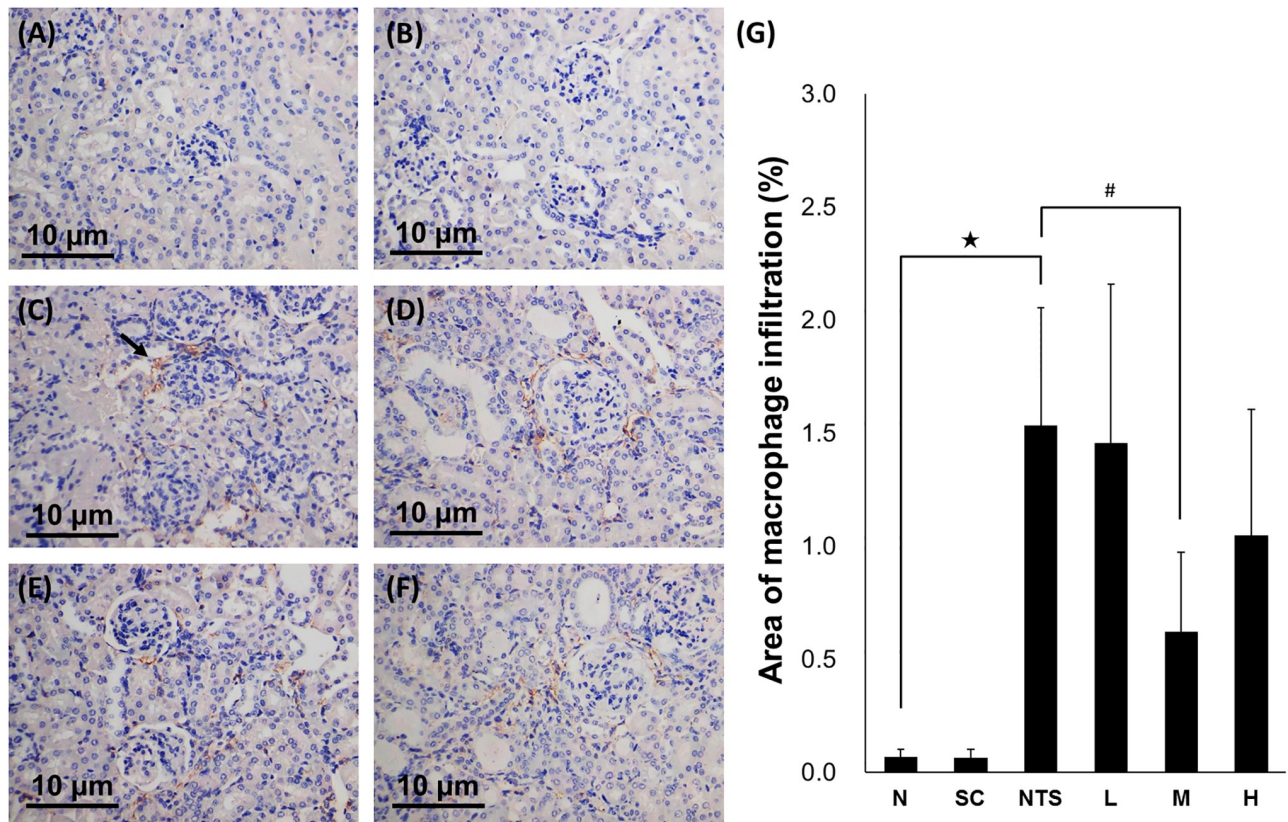 (A)
10 µm
(B)
10 µm
(C)
10 µm
(D)
10 µm
(E)
10 µm
(F)
10 µm
(G)
Area of macrophage infiltration (%)
3.0
2.5
2.0
1.5
1.0
0.5
0.0
★
#
N SC NTS L M H